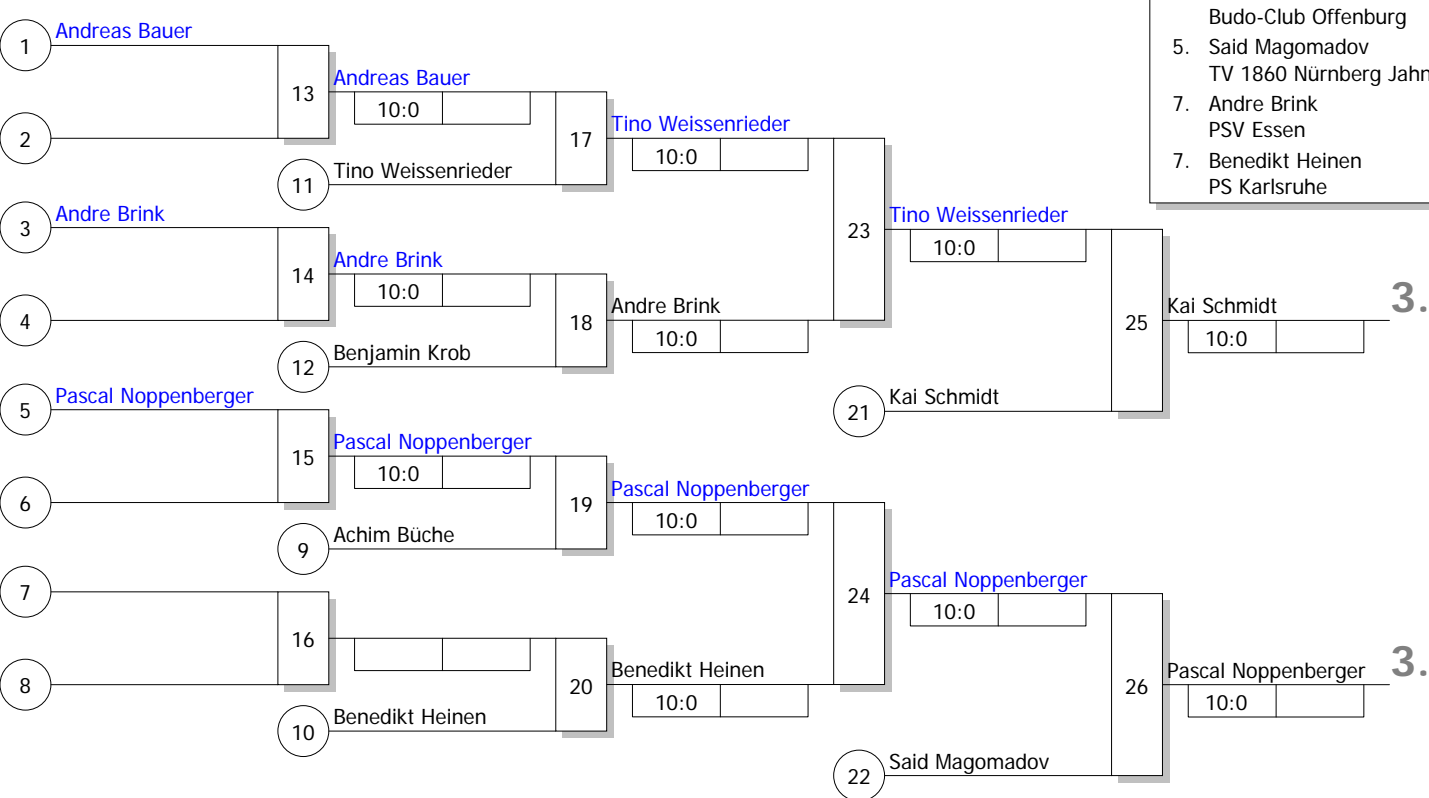 Budo-Club Offenburg
5. Said Magomadov
TV 1860 Nürnberg Jahn
7. Andre Brink
PSV Essen
7. Benedikt Heinen
PS Karlsruhe
1 Andreas Bauer
13 Andreas Bauer
10:0
2
17 Tino Weissenrieder
10:0
11 Tino Weissenrieder
3 Andre Brink
23 Tino Weissenrieder
10:0
14 Andre Brink
10:0
4
18 Andre Brink
10:0
12 Benjamin Krob
25 Kai Schmidt 3.
10:0
5 Pascal Noppenberger
21 Kai Schmidt
15 Pascal Noppenberger
10:0
6
19 Pascal Noppenberger
10:0
9 Achim Büche
7
24 Pascal Noppenberger
10:0
16
8
20 Benedikt Heinen
10:0
10 Benedikt Heinen
26 Pascal Noppenberger 3.
10:0
22 Said Magomadov